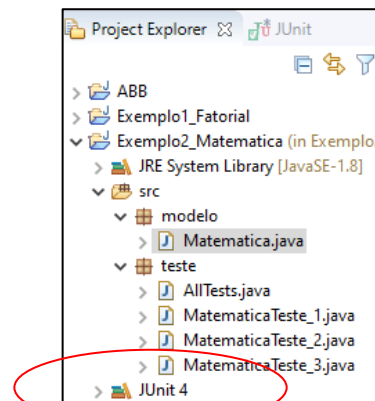 Project Explorer JUnit
ABB
Exemplo1_Fatorial
Exemplo2_Matematica (in Exemplo
JRE System Library [JavaSE-1.8]
src
modelo
Matematica.java
teste
AllTests.java
MatematicaTeste_1.java
MatematicaTeste_2.java
MatematicaTeste_3.java
JUnit 4